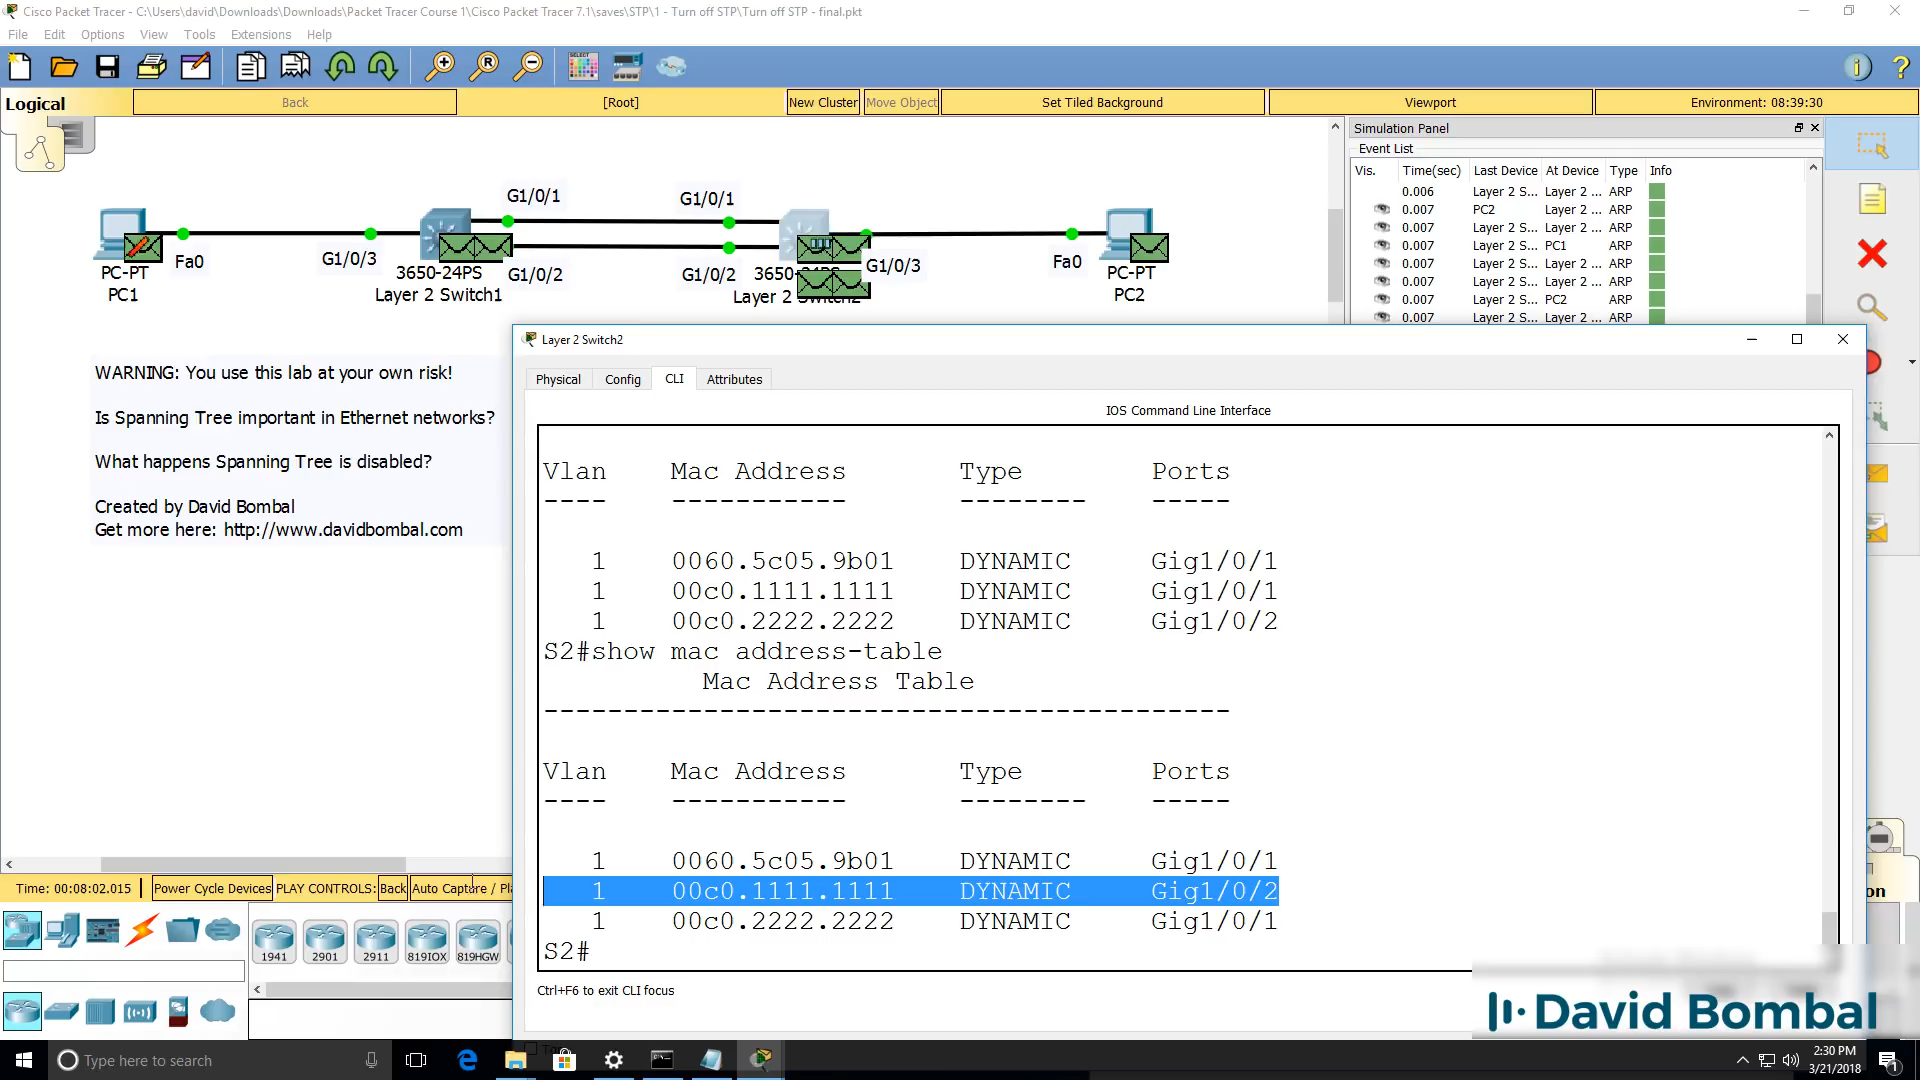 Cisco Packet Tracer - C:\Users\david\Downloads\Downloads\Packet Tracer Course 1\Cisco Packet Tracer 7.1\saves\STP\1 - Turn off STP\Turn off STP - final.pkt
File Edit Options View Tools Extensions Help
Logical Back [Root] New Cluster Move Object Set Tiled Background Viewport Environment: 08:39:30
Simulation Panel
Event List
Vis. Time(sec) Last Device At Device Type Info
0.006 Layer 2 S... Layer 2 ... ARP
0.007 PC2 Layer 2 ... ARP
0.007 Layer 2 S... Layer 2 ... ARP
0.007 Layer 2 S... PC1 ARP
0.007 Layer 2 S... Layer 2 ... ARP
0.007 Layer 2 S... Layer 2 ... ARP
0.007 Layer 2 S... PC2 ARP
0.007 Layer 2 S... Layer 2 ... ARP
G1/0/1 G1/0/1
Fa0 G1/0/3 G1/0/2 G1/0/2 G1/0/3 Fa0
PC-PT 3650-24PS PC-PT
PC1 Layer 2 Switch1 Layer 2 PC2
WARNING: You use this lab at your own risk!
Is Spanning Tree important in Ethernet networks?
What happens Spanning Tree is disabled?
Created by David Bombal
Get more here: http://www.davidbombal.com
Layer 2 Switch2
Physical Config CLI Attributes
IOS Command Line Interface
Vlan Mac Address Type Ports
---- ----------- -------- -----
1 0060.5c05.9b01 DYNAMIC Gig1/0/1
1 00c0.1111.1111 DYNAMIC Gig1/0/1
1 00c0.2222.2222 DYNAMIC Gig1/0/2
S2#show mac address-table
Mac Address Table
-------------------------------------------
Vlan Mac Address Type Ports
---- ----------- -------- -----
1 0060.5c05.9b01 DYNAMIC Gig1/0/1
1 00c0.1111.1111 DYNAMIC Gig1/0/2
1 00c0.2222.2222 DYNAMIC Gig1/0/1
S2#
Ctrl+F6 to exit CLI focus
Time: 00:08:02.015 Power Cycle Devices PLAY CONTROLS: Back Auto Capture /
1941 2901 2911 819IOX 819HGW
David Bombal
Type here to search
2:30 PM
3/21/2018
1